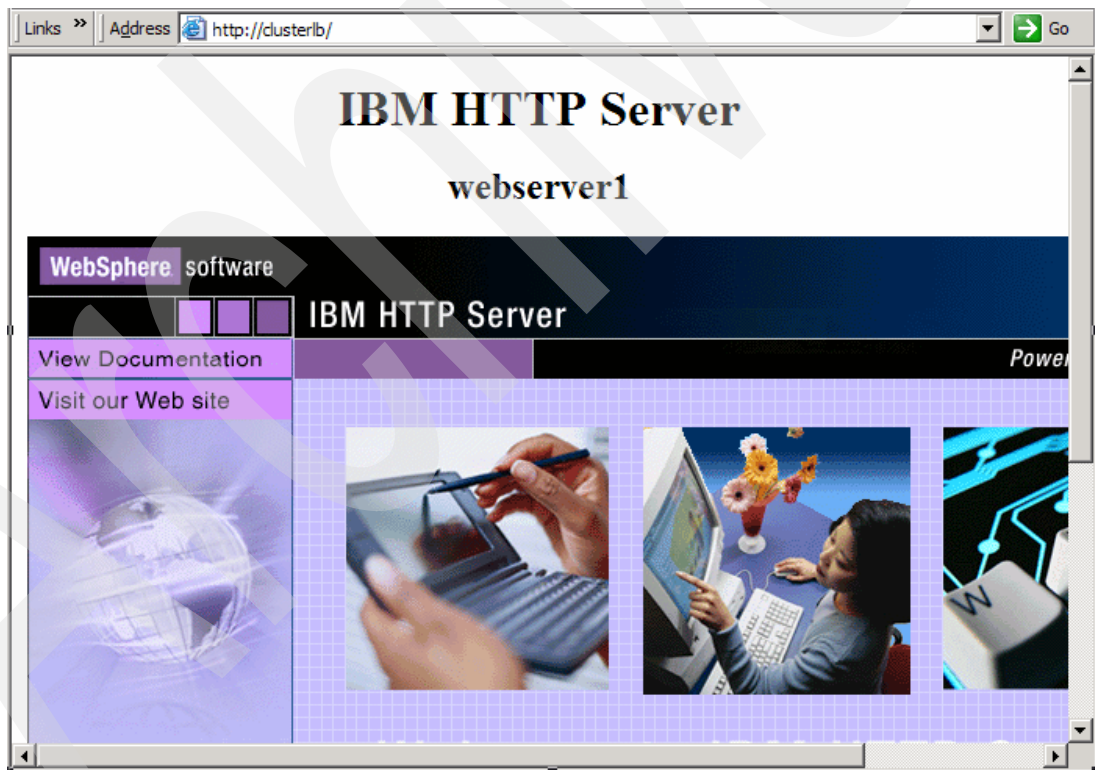 Links » Address http://clusterlb/ Go
IBM HTTP Server
webserver1
WebSphere software
IBM HTTP Server
View Documentation
Power
Visit our Web site
W